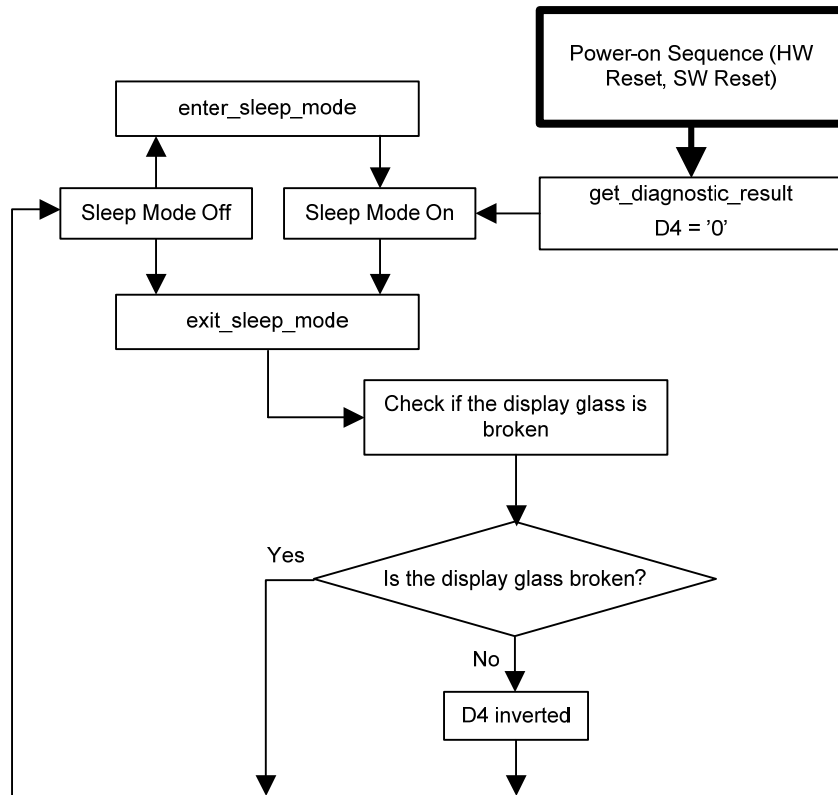 Power-on Sequence (HW
Reset, SW Reset)
enter_sleep_mode
get_diagnostic_result
D4 = '0'
Sleep Mode Off
Sleep Mode On
exit_sleep_mode
Check if the display glass is
broken
Yes
Is the display glass broken?
No
D4 inverted